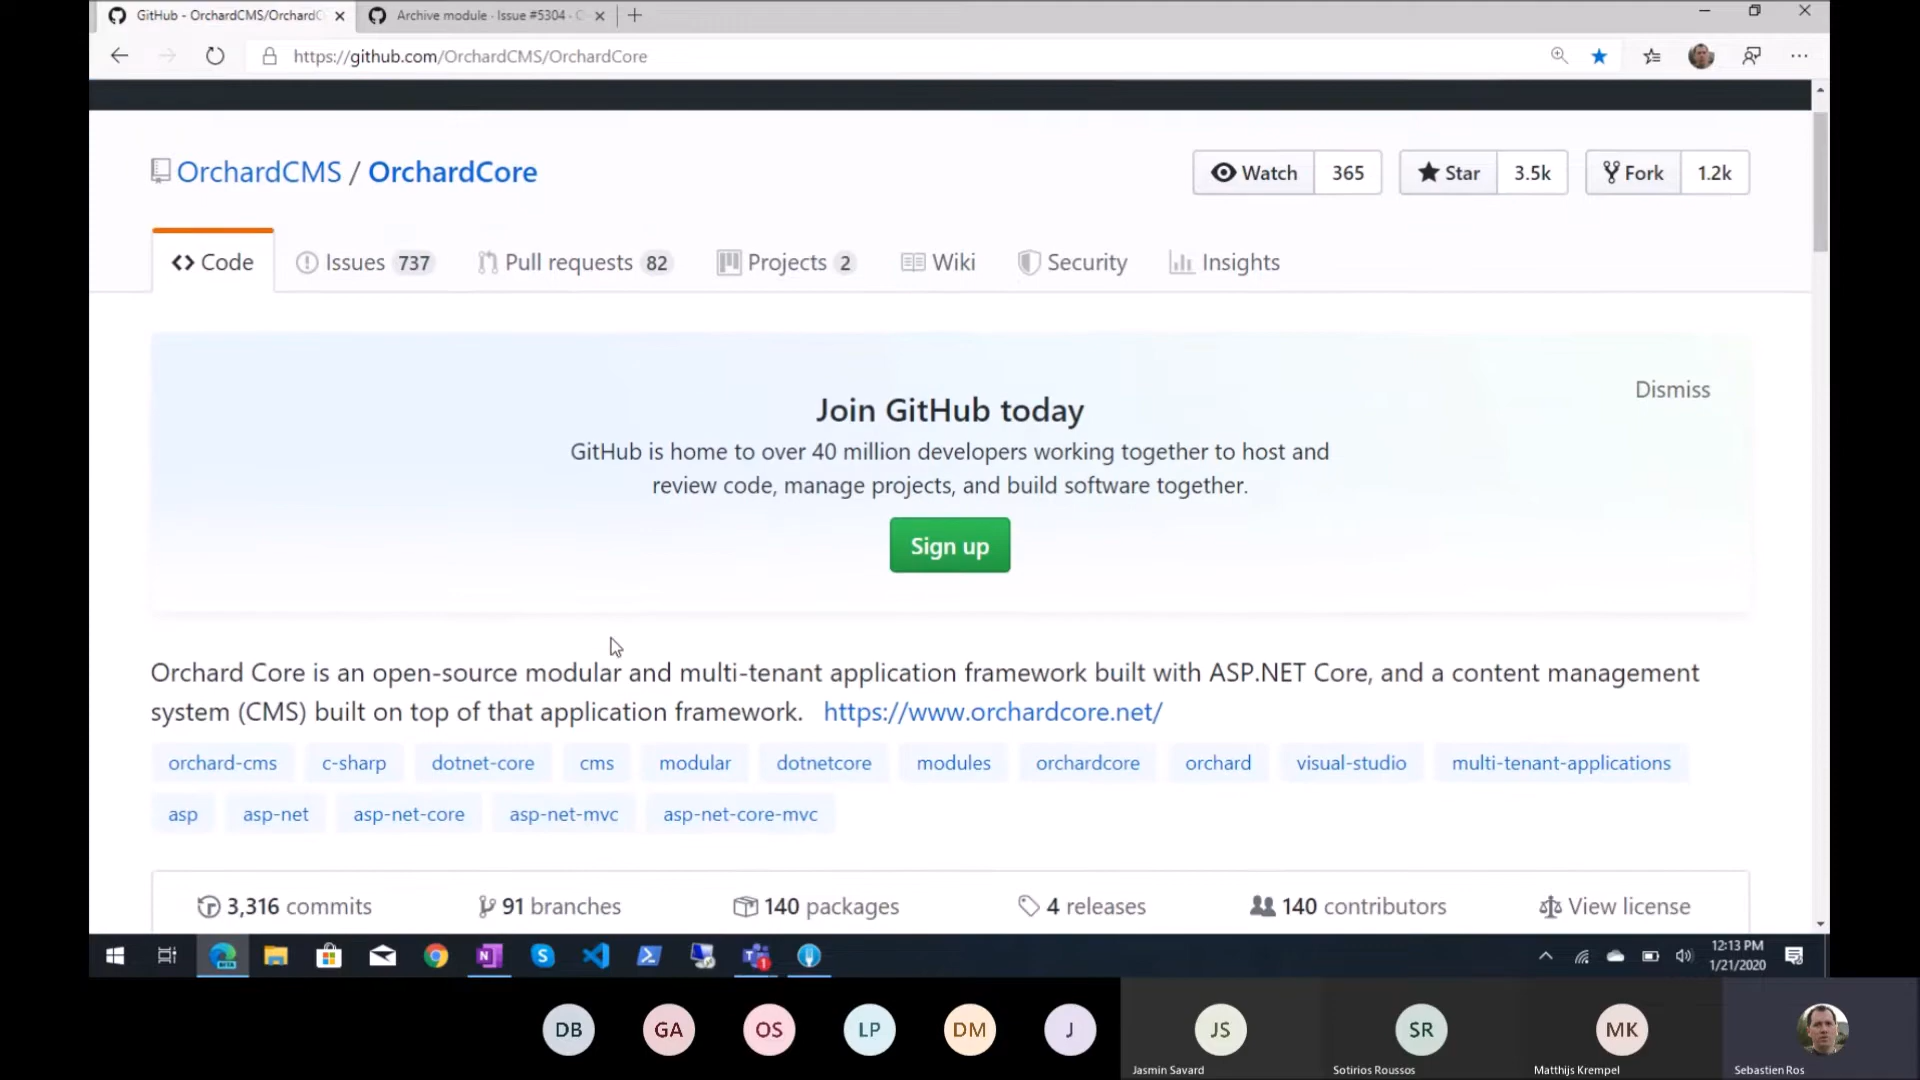 GitHub - OrchardCMS/OrchardC
Archive module · Issue #5304 ·
https://github.com/OrchardCMS/OrchardCore
OrchardCMS / OrchardCore
Watch 365
Star 3.5k
Fork 1.2k
Code
Issues 737
Pull requests 82
Projects 2
Wiki
Security
Insights
Dismiss
Join GitHub today
GitHub is home to over 40 million developers working together to host and
review code, manage projects, and build software together.
Sign up
Orchard Core is an open-source modular and multi-tenant application framework built with ASP.NET Core, and a content management
system (CMS) built on top of that application framework. https://www.orchardcore.net/
orchard-cms c-sharp dotnet-core cms modular dotnetcore modules orchardcore orchard visual-studio multi-tenant-applications
asp asp-net asp-net-core asp-net-mvc asp-net-core-mvc
3,316 commits 91 branches 140 packages 4 releases 140 contributors View license
12:13 PM
1/21/2020
DB GA OS LP DM J JS SR MK
Jasmin Savard Sotirios Roussos Matthijs Krempel Sebastien Ros